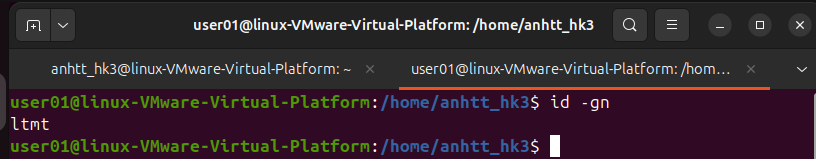 user01@linux-VMware-Virtual-Platform: /home/anhtt_hk3
anhtt_hk3@linux-VMware-Virtual-Platform: ~
user01@linux-VMware-Virtual-Platform: /hom…
user01@linux-VMware-Virtual-Platform:/home/anhtt_hk3$ id -gn
ltmt
user01@linux-VMware-Virtual-Platform:/home/anhtt_hk3$